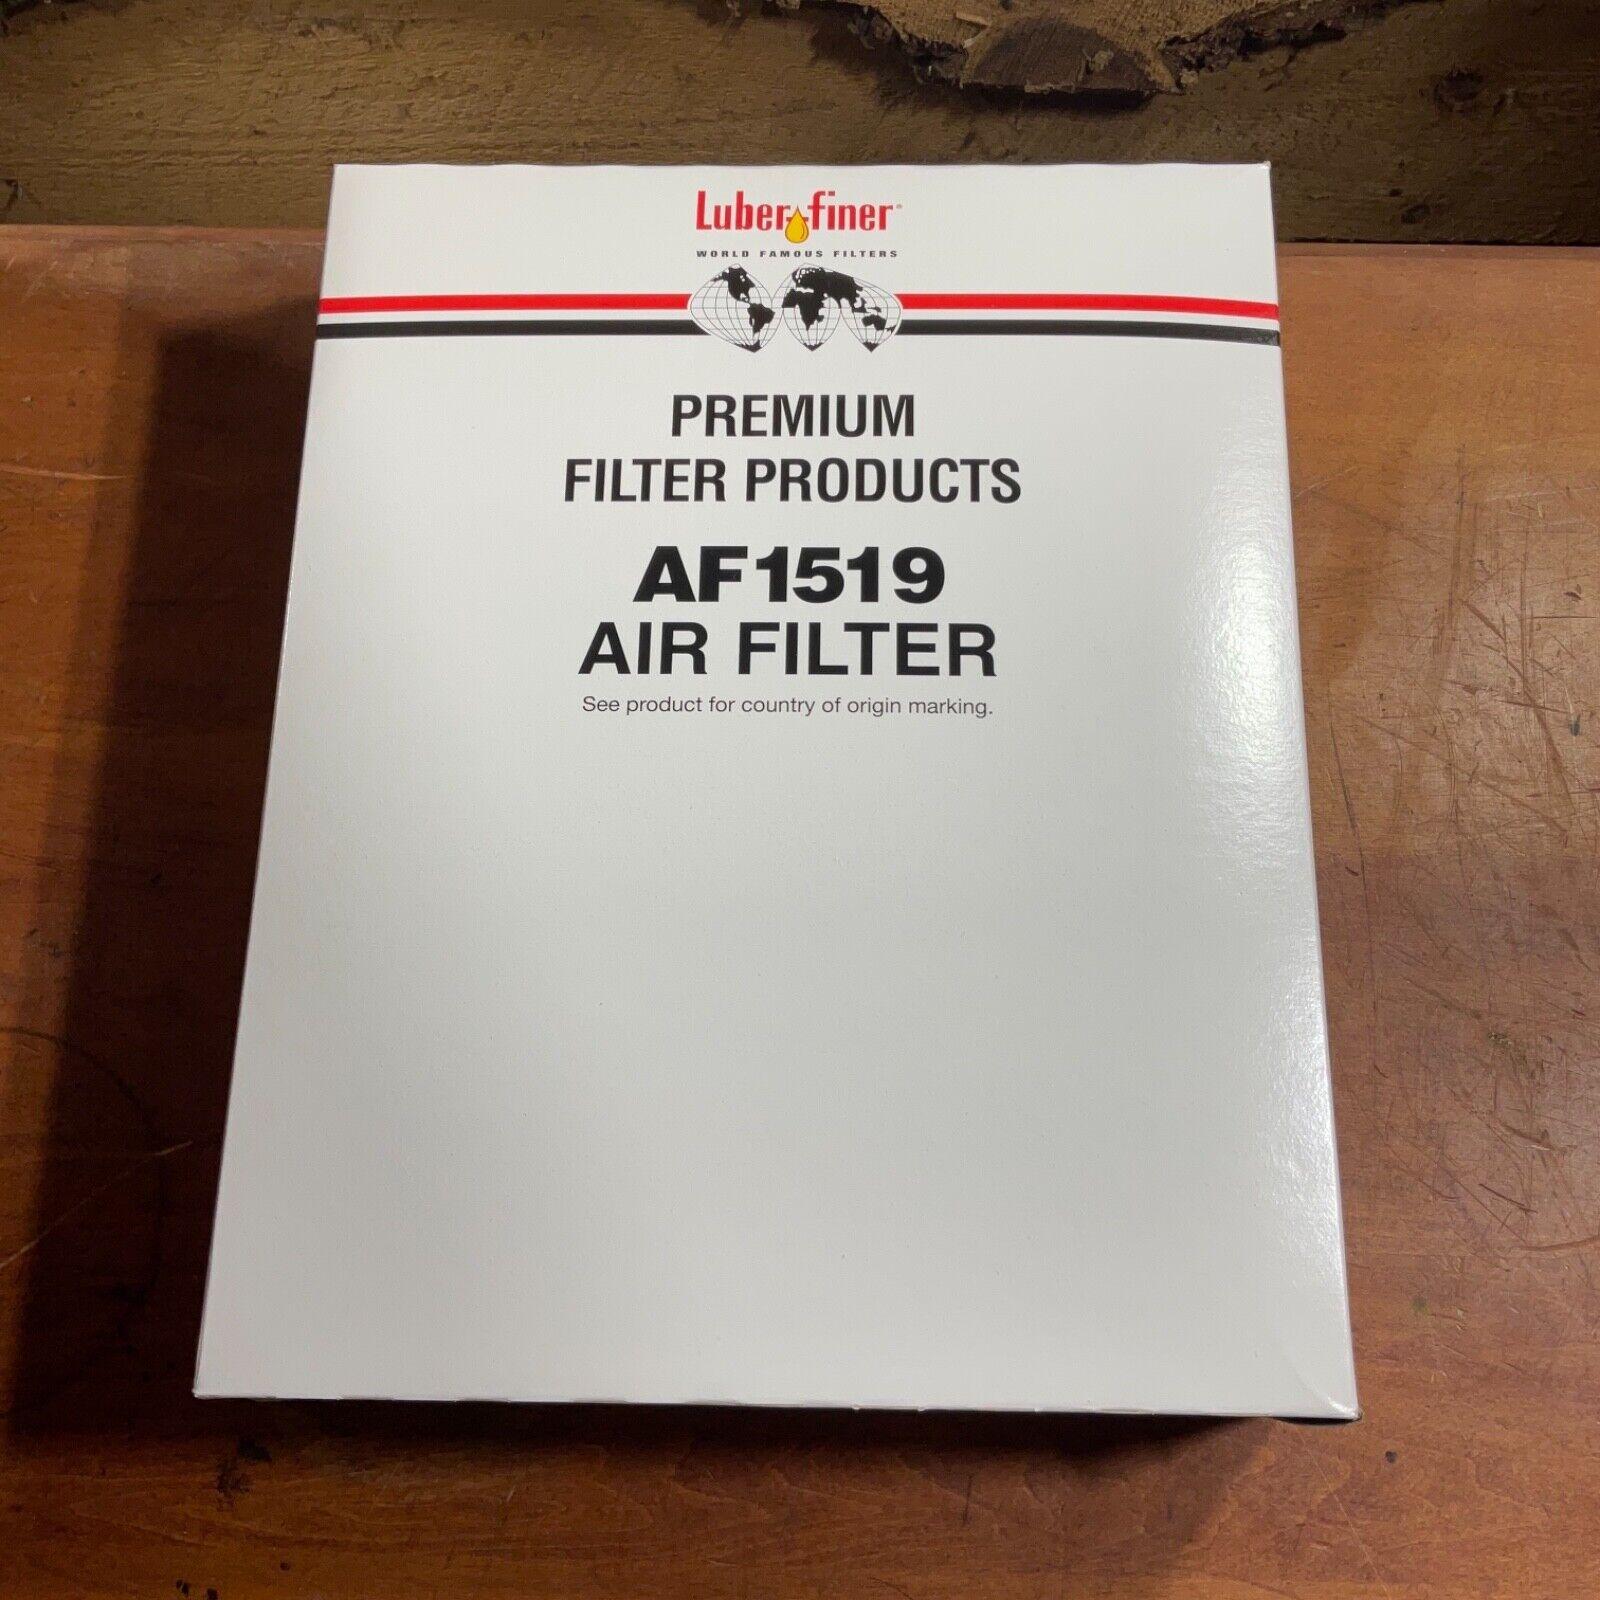 Luber-finer®
WORLD FAMOUS FILTERS
PREMIUM
FILTER PRODUCTS
AF1519
AIR FILTER
See product for country of origin marking.